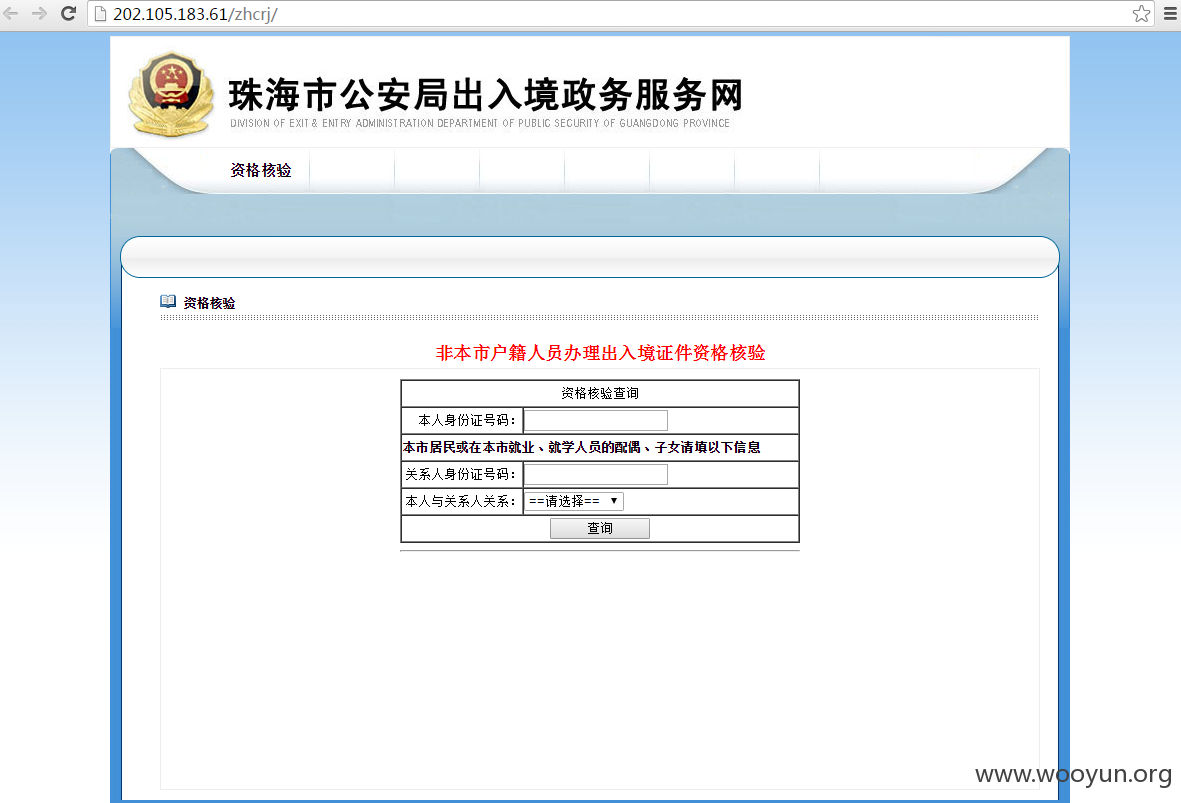 202.105.183.61/zhcrj/
珠海市公安局出入境政务服务网
DIVISION OF EXIT & ENTRY ADMINISTRATION DEPARTMENT OF PUBLIC SECURITY OF GUANGDONG PROVINCE
资格核验
资格核验
非本市户籍人员办理出入境证件资格核验
资格核验查询
本人身份证号码：
本市居民或在本市就业、就学人员的配偶、子女请填以下信息
关系人身份证号码：
本人与关系人关系： ==请选择==
查询
www.wooyun.org